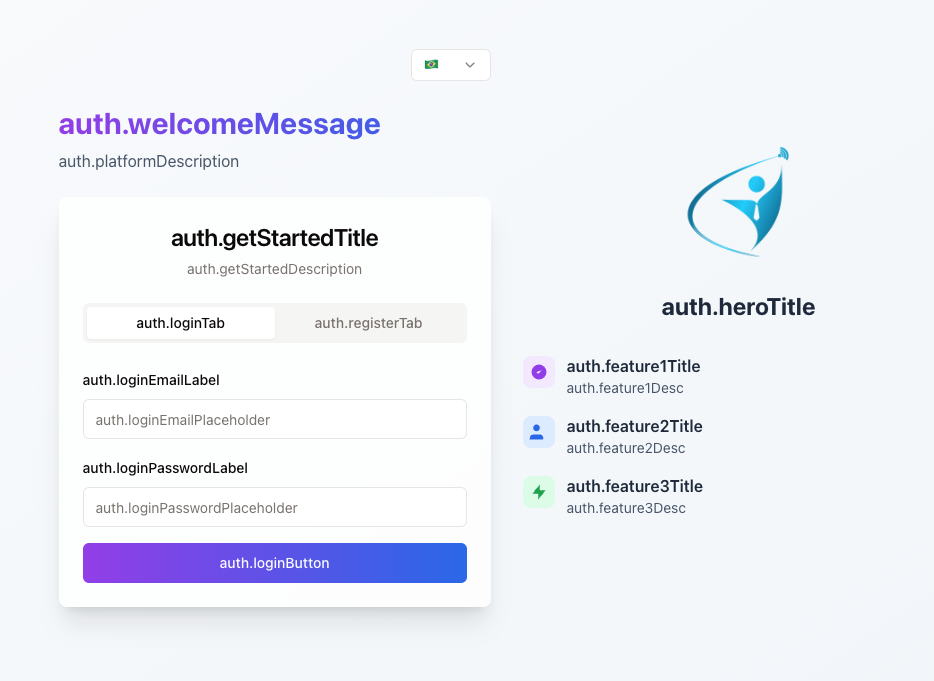 auth.welcomeMessage
auth.platformDescription
auth.getStartedTitle
auth.getStartedDescription
auth.loginTab
auth.registerTab
auth.loginEmailLabel
auth.loginEmailPlaceholder
auth.loginPasswordLabel
auth.loginPasswordPlaceholder
auth.loginButton
auth.heroTitle
auth.feature1Title
auth.feature1Desc
auth.feature2Title
auth.feature2Desc
auth.feature3Title
auth.feature3Desc